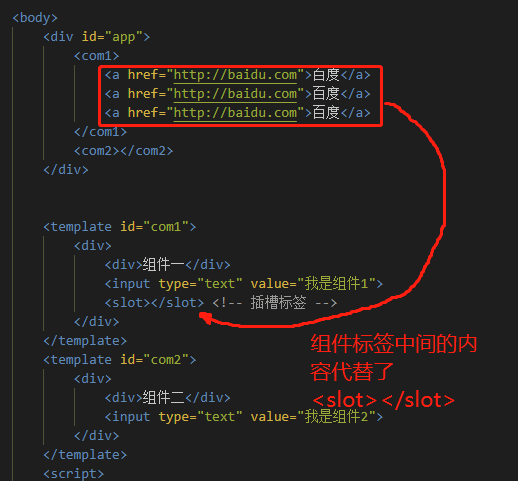 <body>
<div id="app">
<com1>
<a href="http://baidu.com">白度</a>
<a href="http://baidu.com">百度</a>
<a href="http://baidu.com">百度</a>
</com1>
<com2></com2>
</div>
<template id="com1">
<div>
<div>组件一</div>
<input type="text" value="我是组件1">
<slot></slot> <!-- 插槽标签 -->
</div>
</template>
<template id="com2">
<div>
<div>组件二</div>
<input type="text" value="我是组件2">
</div>
</template>
<script>
组件标签中间的内
容代替了
<slot></slot>